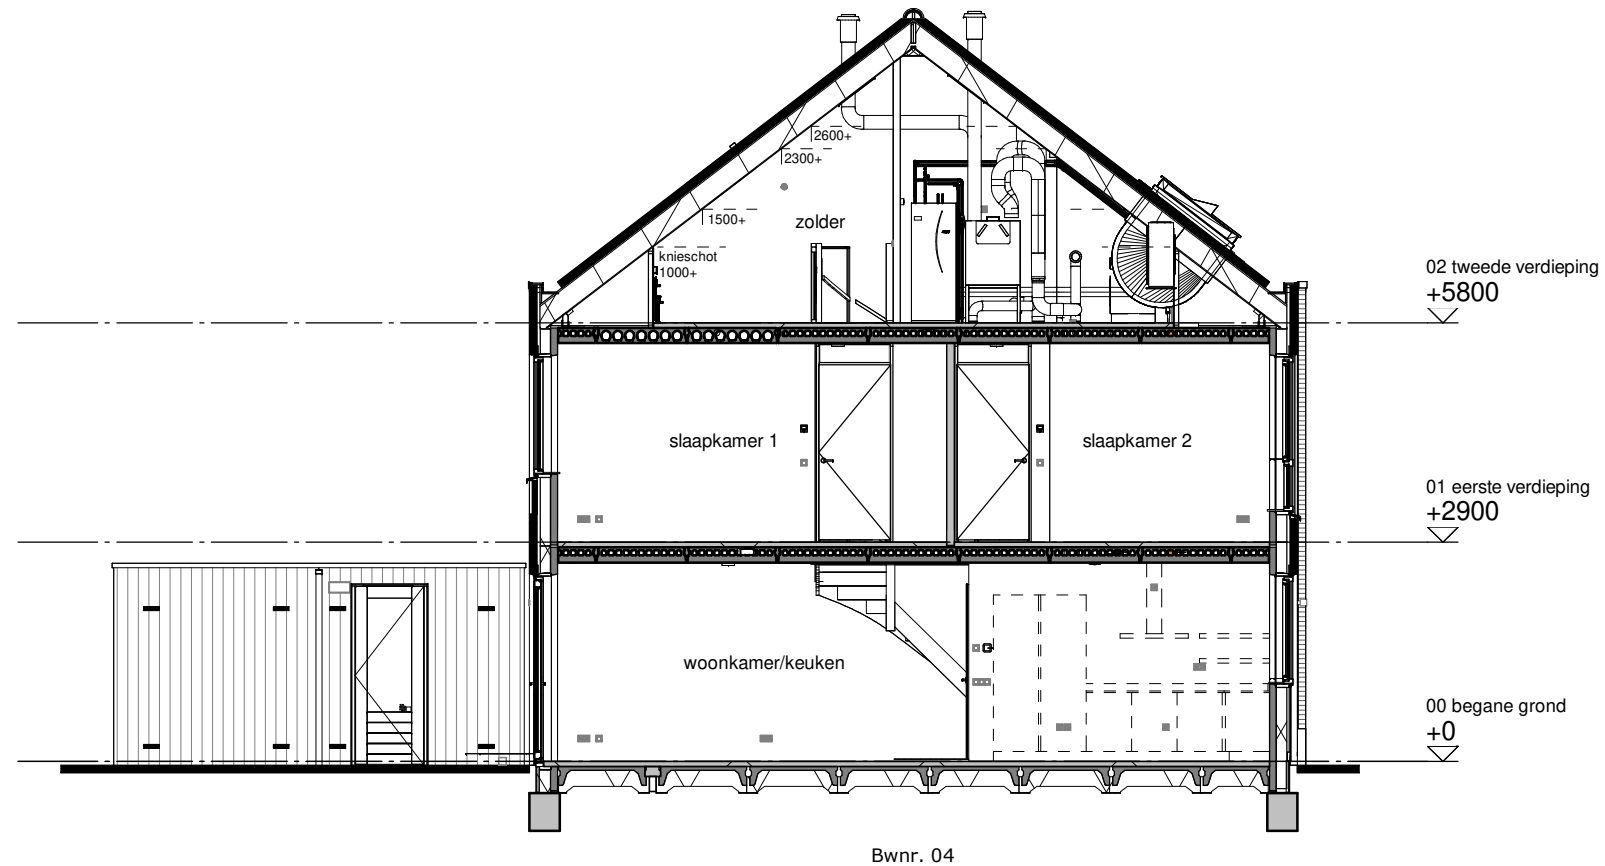 2600+
2300+
1500+
zolder
knieschot
1000+
02 tweede verdieping
+5800
slaapkamer 1
slaapkamer 2
01 eerste verdieping
+2900
woonkamer/keuken
00 begane grond
+0
Bwnr. 04